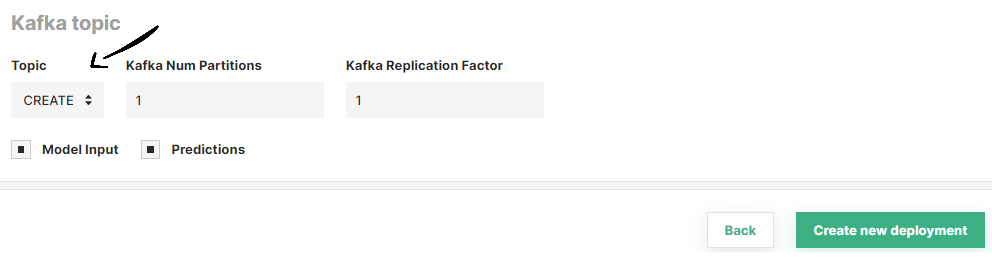 Kafka topic
Topic Kafka Num Partitions Kafka Replication Factor
CREATE 1 1
Model Input Predictions
Back Create new deployment